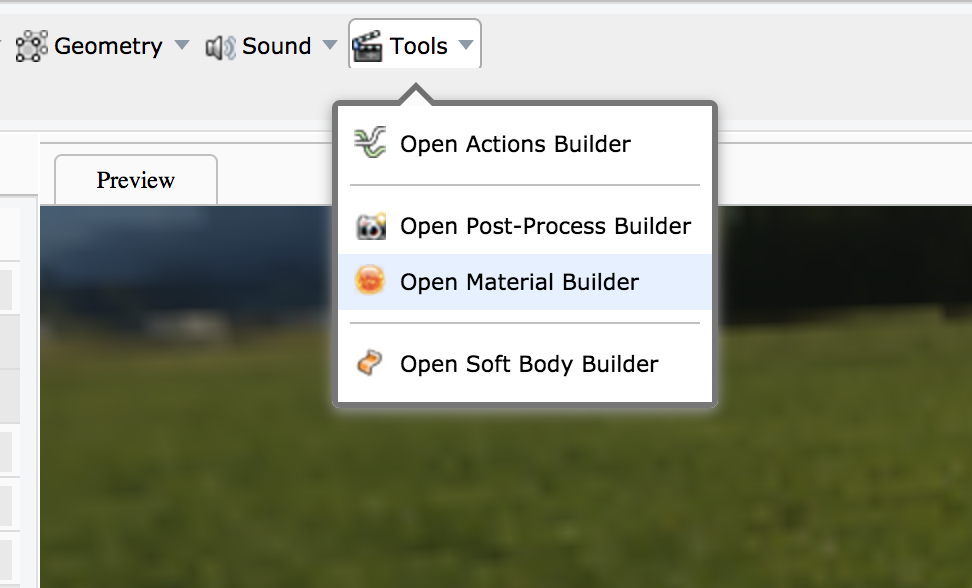 Geometry
Sound
Tools
Open Actions Builder
Preview
Open Post-Process Builder
Open Material Builder
Open Soft Body Builder